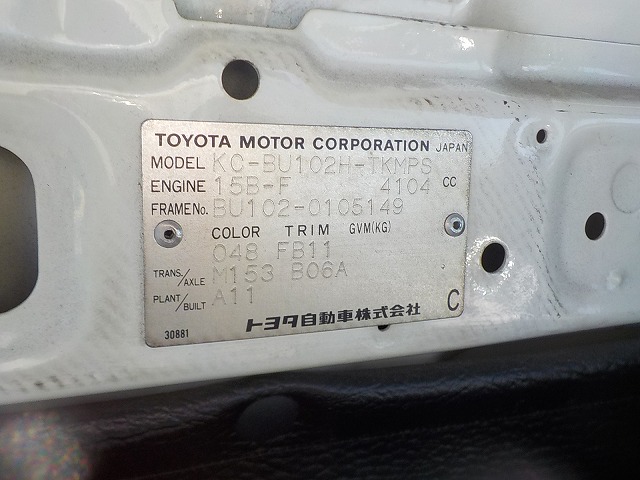 TOYOTA MOTOR CORPORATION JAPAN
MODEL KC-BU102H-TKMPS
ENGINE 15B-F 4104 CC
FRAME No. BU102-0105149
COLOR TRIM GVM(KG)
048 FB11
TRANS./AXLE M153 B06A
PLANT/BUILT A11
30881 トヨタ自動車株式会社 C